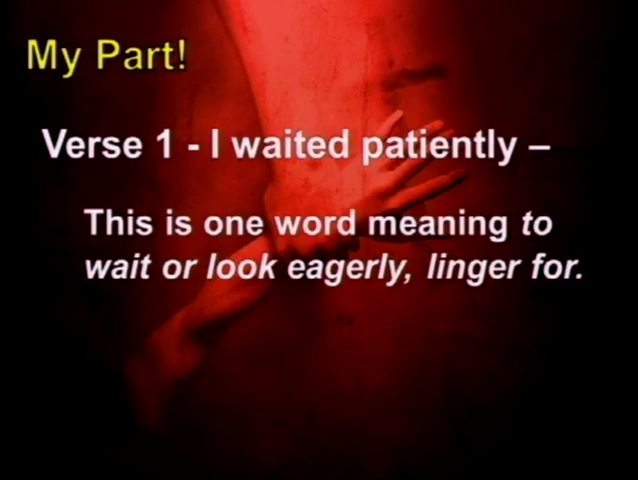 My Part!
Verse 1 - I waited patiently –
This is one word meaning to
wait or look eagerly, linger for.